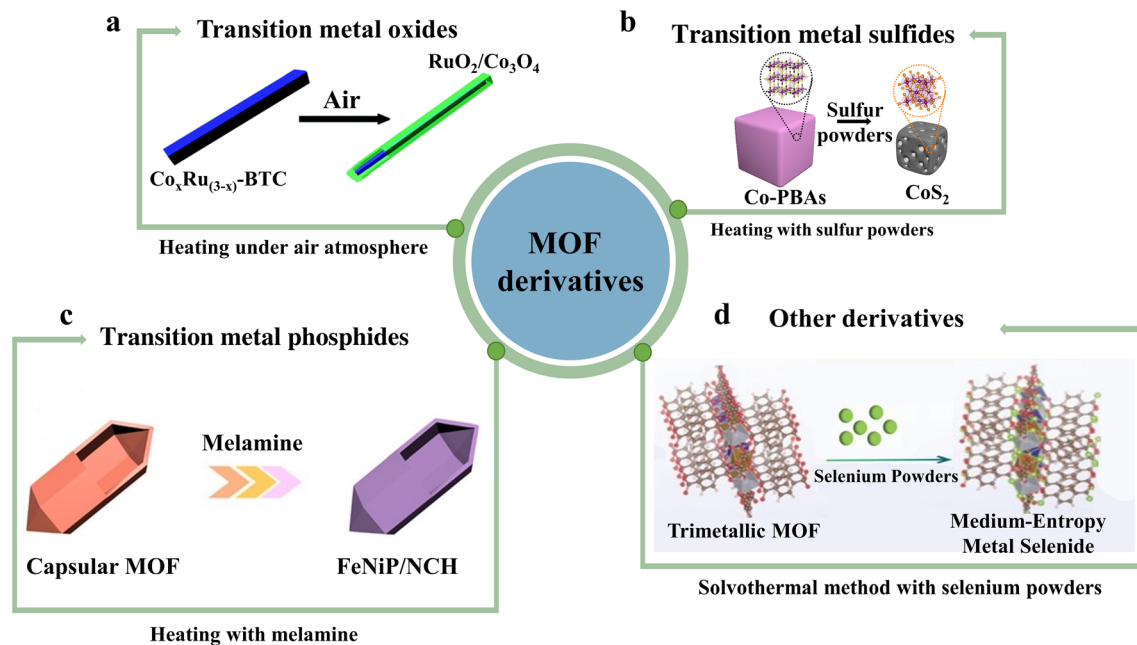 a
Transition metal oxides
RuO₂/Co₃O₄
Air
CoₓRu₍₃₋ₓ₎-BTC
Heating under air atmosphere
b
Transition metal sulfides
Sulfur
powders
Co-PBAs
CoS₂
Heating with sulfur powders
MOF
derivatives
c
Transition metal phosphides
Melamine
Capsular MOF
FeNiP/NCH
Heating with melamine
d
Other derivatives
Selenium Powders
Trimetallic MOF
Medium-Entropy
Metal Selenide
Solvothermal method with selenium powders